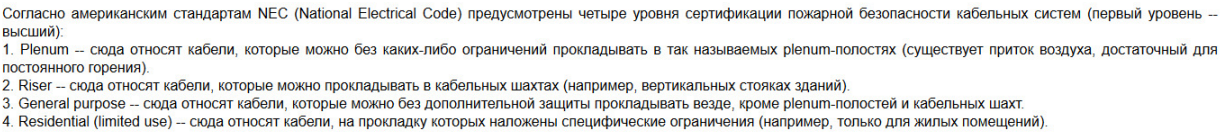 Согласно американским стандартам NEC (National Electrical Code) предусмотрены четыре уровня сертификации пожарной безопасности кабельных систем (первый уровень --
высший):
1. Plenum -- сюда относят кабели, которые можно без каких-либо ограничений прокладывать в так называемых plenum-полостях (существует приток воздуха, достаточный для
постоянного горения).
2. Riser -- сюда относят кабели, которые можно прокладывать в кабельных шахтах (например, вертикальных стояках зданий).
3. General purpose -- сюда относят кабели, которые можно без дополнительной защиты прокладывать везде, кроме plenum-полостей и кабельных шахт.
4. Residential (limited use) -- сюда относят кабели, на прокладку которых наложены специфические ограничения (например, только для жилых помещений).